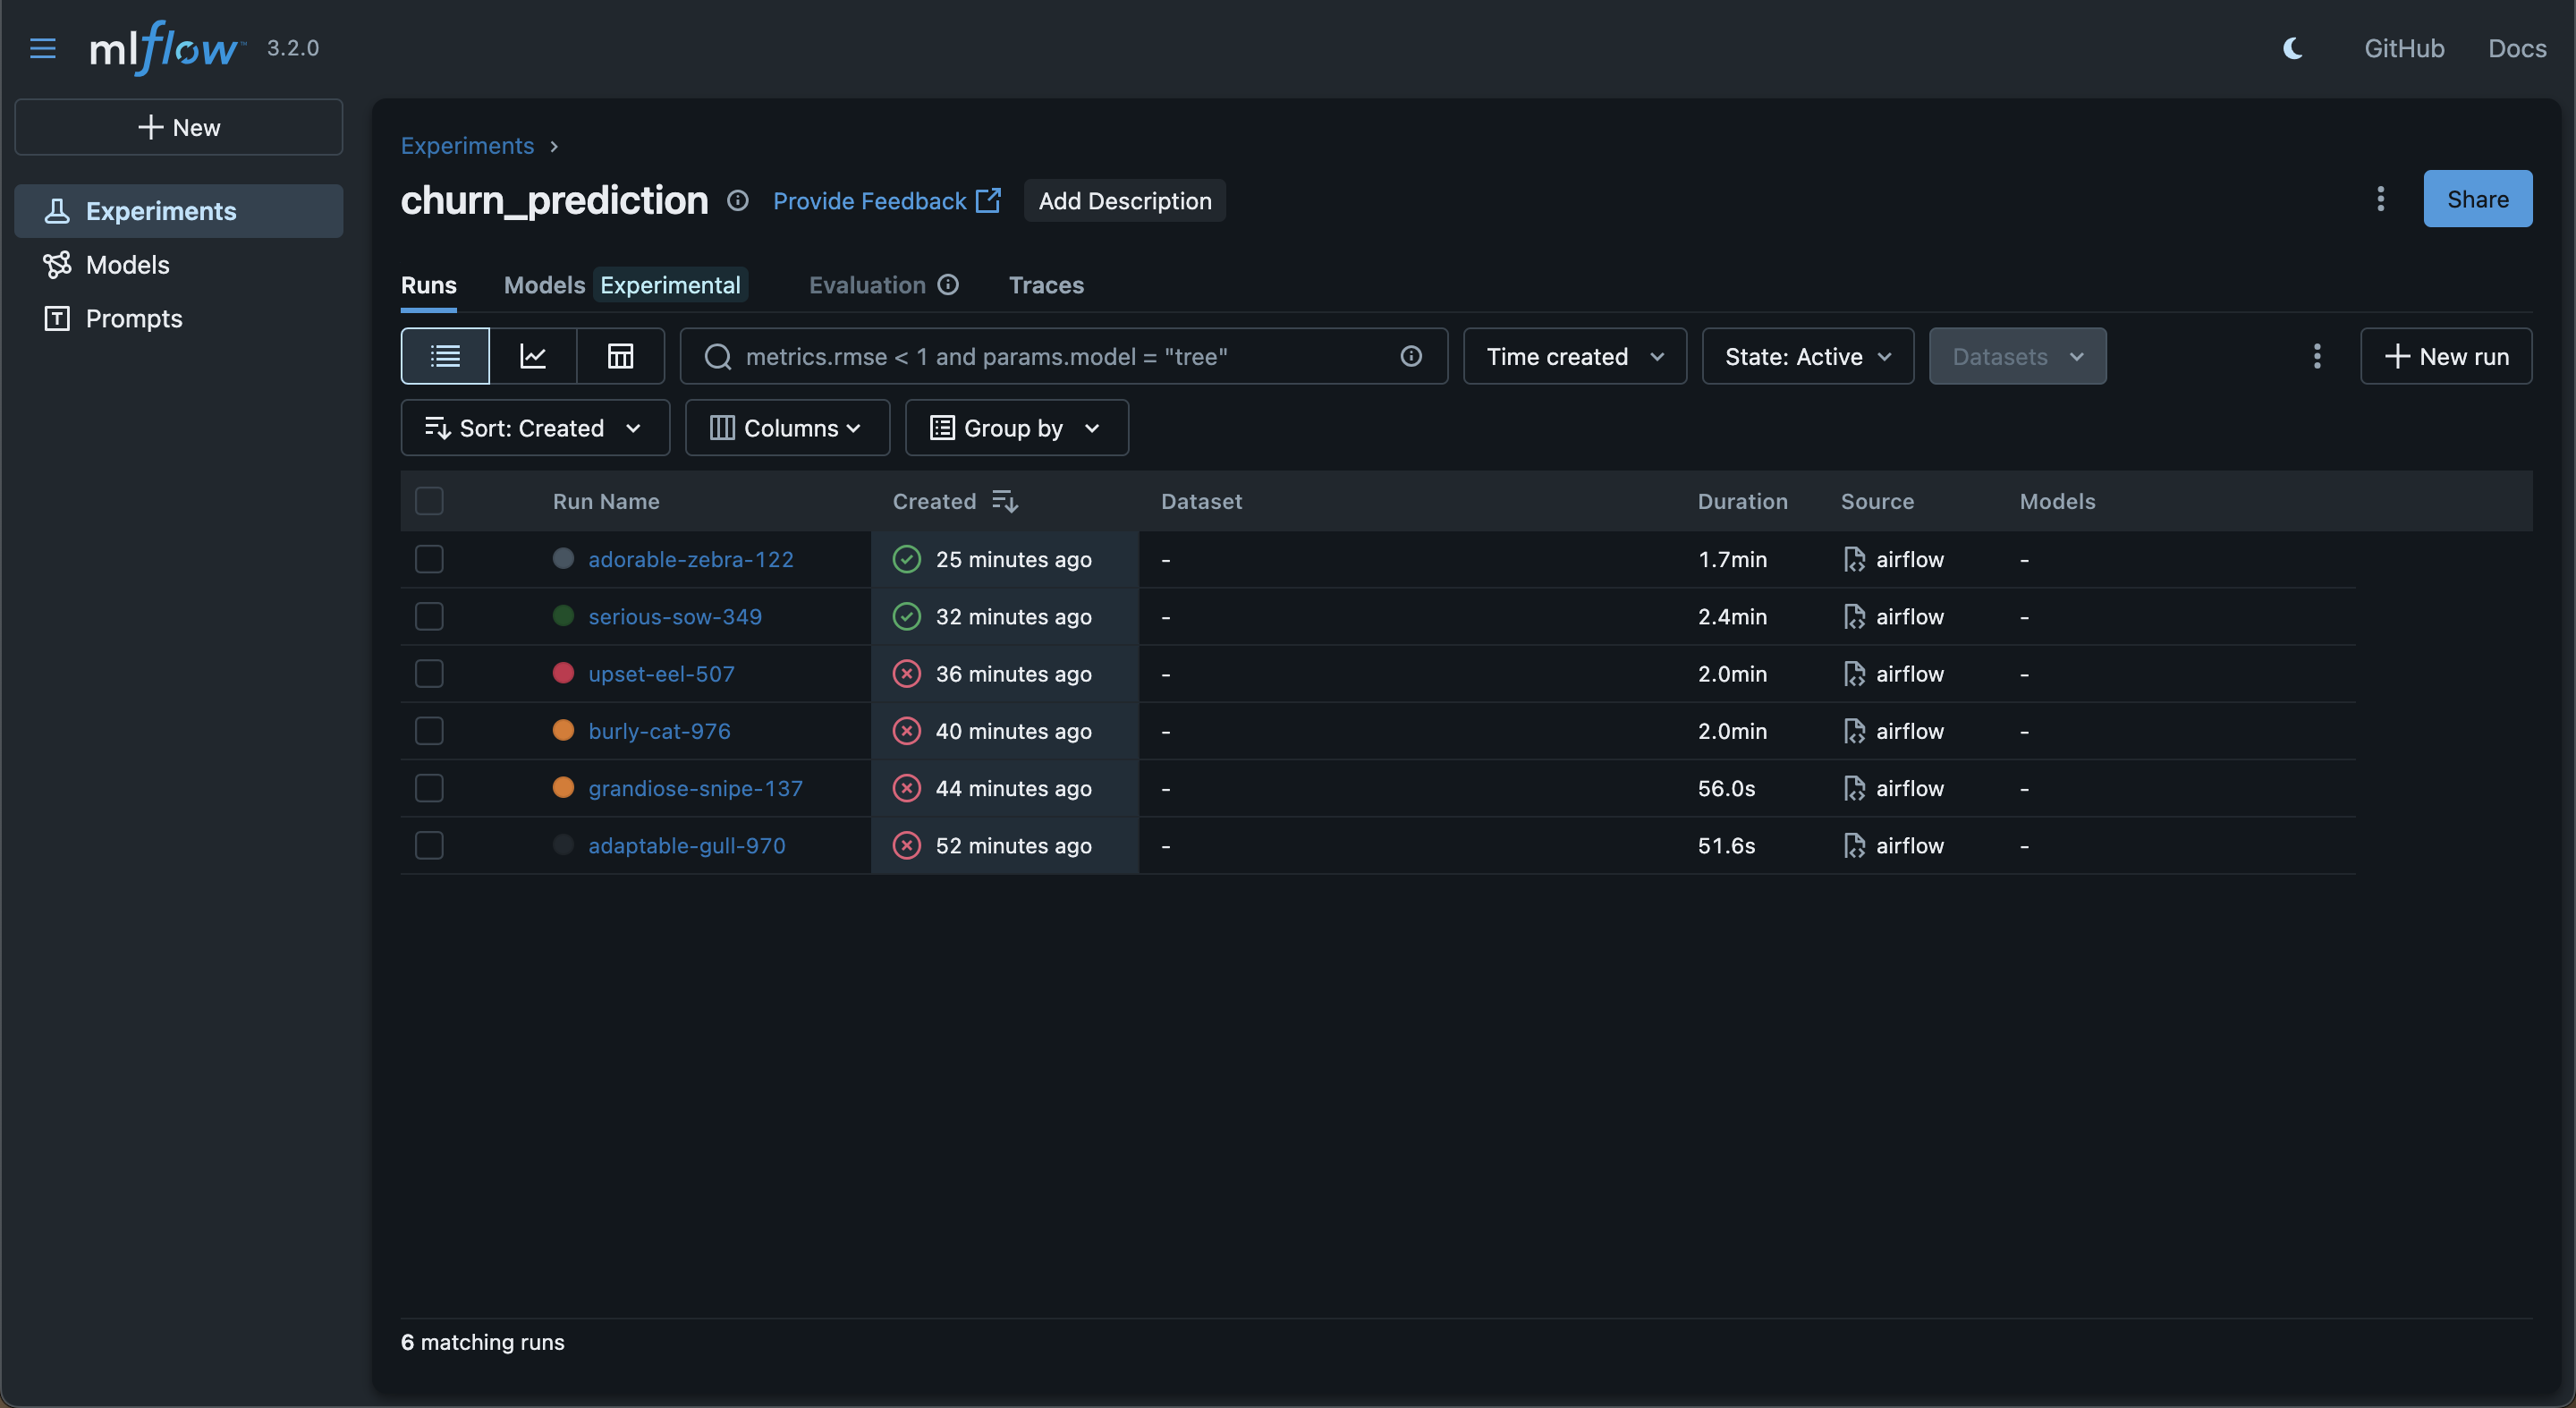 mlflow™ 3.2.0
GitHub Docs
New
Experiments
Models
Prompts
Experiments ›
churn_prediction Provide Feedback Add Description
Share
Runs Models Experimental Evaluation Traces
metrics.rmse < 1 and params.model = "tree" Time created State: Active Datasets New run
Sort: Created Columns Group by
Run Name Created Dataset Duration Source Models
adorable-zebra-122 25 minutes ago - 1.7min airflow -
serious-sow-349 32 minutes ago - 2.4min airflow -
upset-eel-507 36 minutes ago - 2.0min airflow -
burly-cat-976 40 minutes ago - 2.0min airflow -
grandiose-snipe-137 44 minutes ago - 56.0s airflow -
adaptable-gull-970 52 minutes ago - 51.6s airflow -
6 matching runs